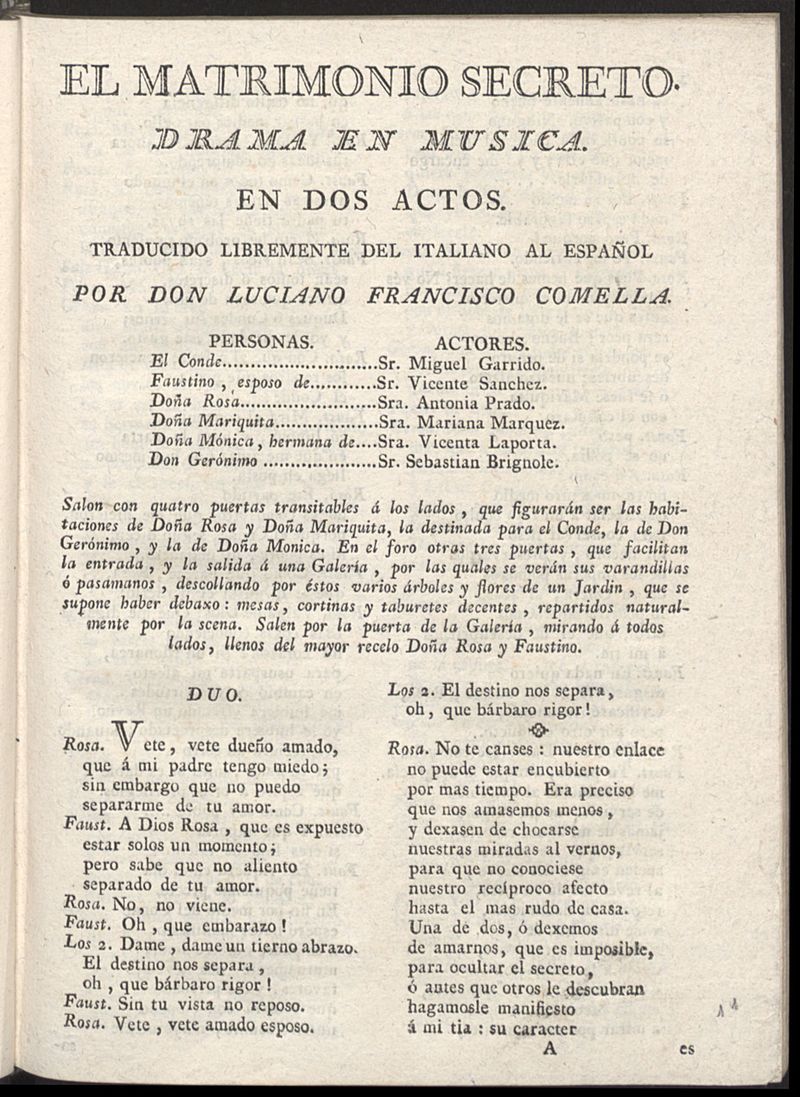 EL MATRIMONIO SECRETO.
DRAMA EN MUSICA.
EN DOS ACTOS.
TRADUCIDO LIBREMENTE DEL ITALIANO AL ESPAÑOL
POR DON LUCIANO FRANCISCO COMELLA.
PERSONAS. ACTORES.
El Conde...........................Sr. Miguel Garrido.
Faustino, esposo de............Sr. Vicente Sanchez.
Doña Rosa........................Sra. Antonia Prado.
Doña Mariquita..................Sra. Mariana Marquez.
Doña Mónica, hermana de....Sra. Vicenta Laporta.
Don Gerónimo ....................Sr. Sebastian Brignole.
Salon con quatro puertas transitables á los lados, que figurarán ser las habi-
taciones de Doña Rosa y Doña Mariquita, la destinada para el Conde, la de Don
Gerónimo, y la de Doña Monica. En el foro otras tres puertas, que facilitan
la entrada, y la salida á una Galería, por las quales se verán sus varandillas
ó pasamanos, descollando por éstos varios árboles y flores de un Jardin, que se
supone haber debaxo: mesas, cortinas y taburetes decentes, repartidos natural-
mente por la scena. Salen por la puerta de la Galería, mirando á todos
lados, llenos del mayor recelo Doña Rosa y Faustino.
DUO.
Rosa. Vete, vete dueño amado,
que á mi padre tengo miedo;
sin embargo que no puedo
separarme de tu amor.
Faust. A Dios Rosa, que es expuesto
estar solos un momento;
pero sabe que no aliento
separado de tu amor.
Rosa. No, no viene.
Faust. Oh, que embarazo!
Los 2. Dame, dame un tierno abrazo.
El destino nos separa,
oh, que bárbaro rigor!
Faust. Sin tu vista no reposo.
Rosa. Vete, vete amado esposo.
Los 2. El destino nos separa,
oh, que bárbaro rigor!
Rosa. No te canses: nuestro enlace
no puede estar encubierto
por mas tiempo. Era preciso
que nos amasemos menos,
y dexasen de chocarse
nuestras miradas al vernos,
para que no conociese
nuestro recíproco afecto
hasta el mas rudo de casa.
Una de dos, ó dexemos
de amarnos, que es imposible,
para ocultar el secreto,
ó antes que otros le descubran
hagamosle manifiesto
á mi tia: su caracter
A es